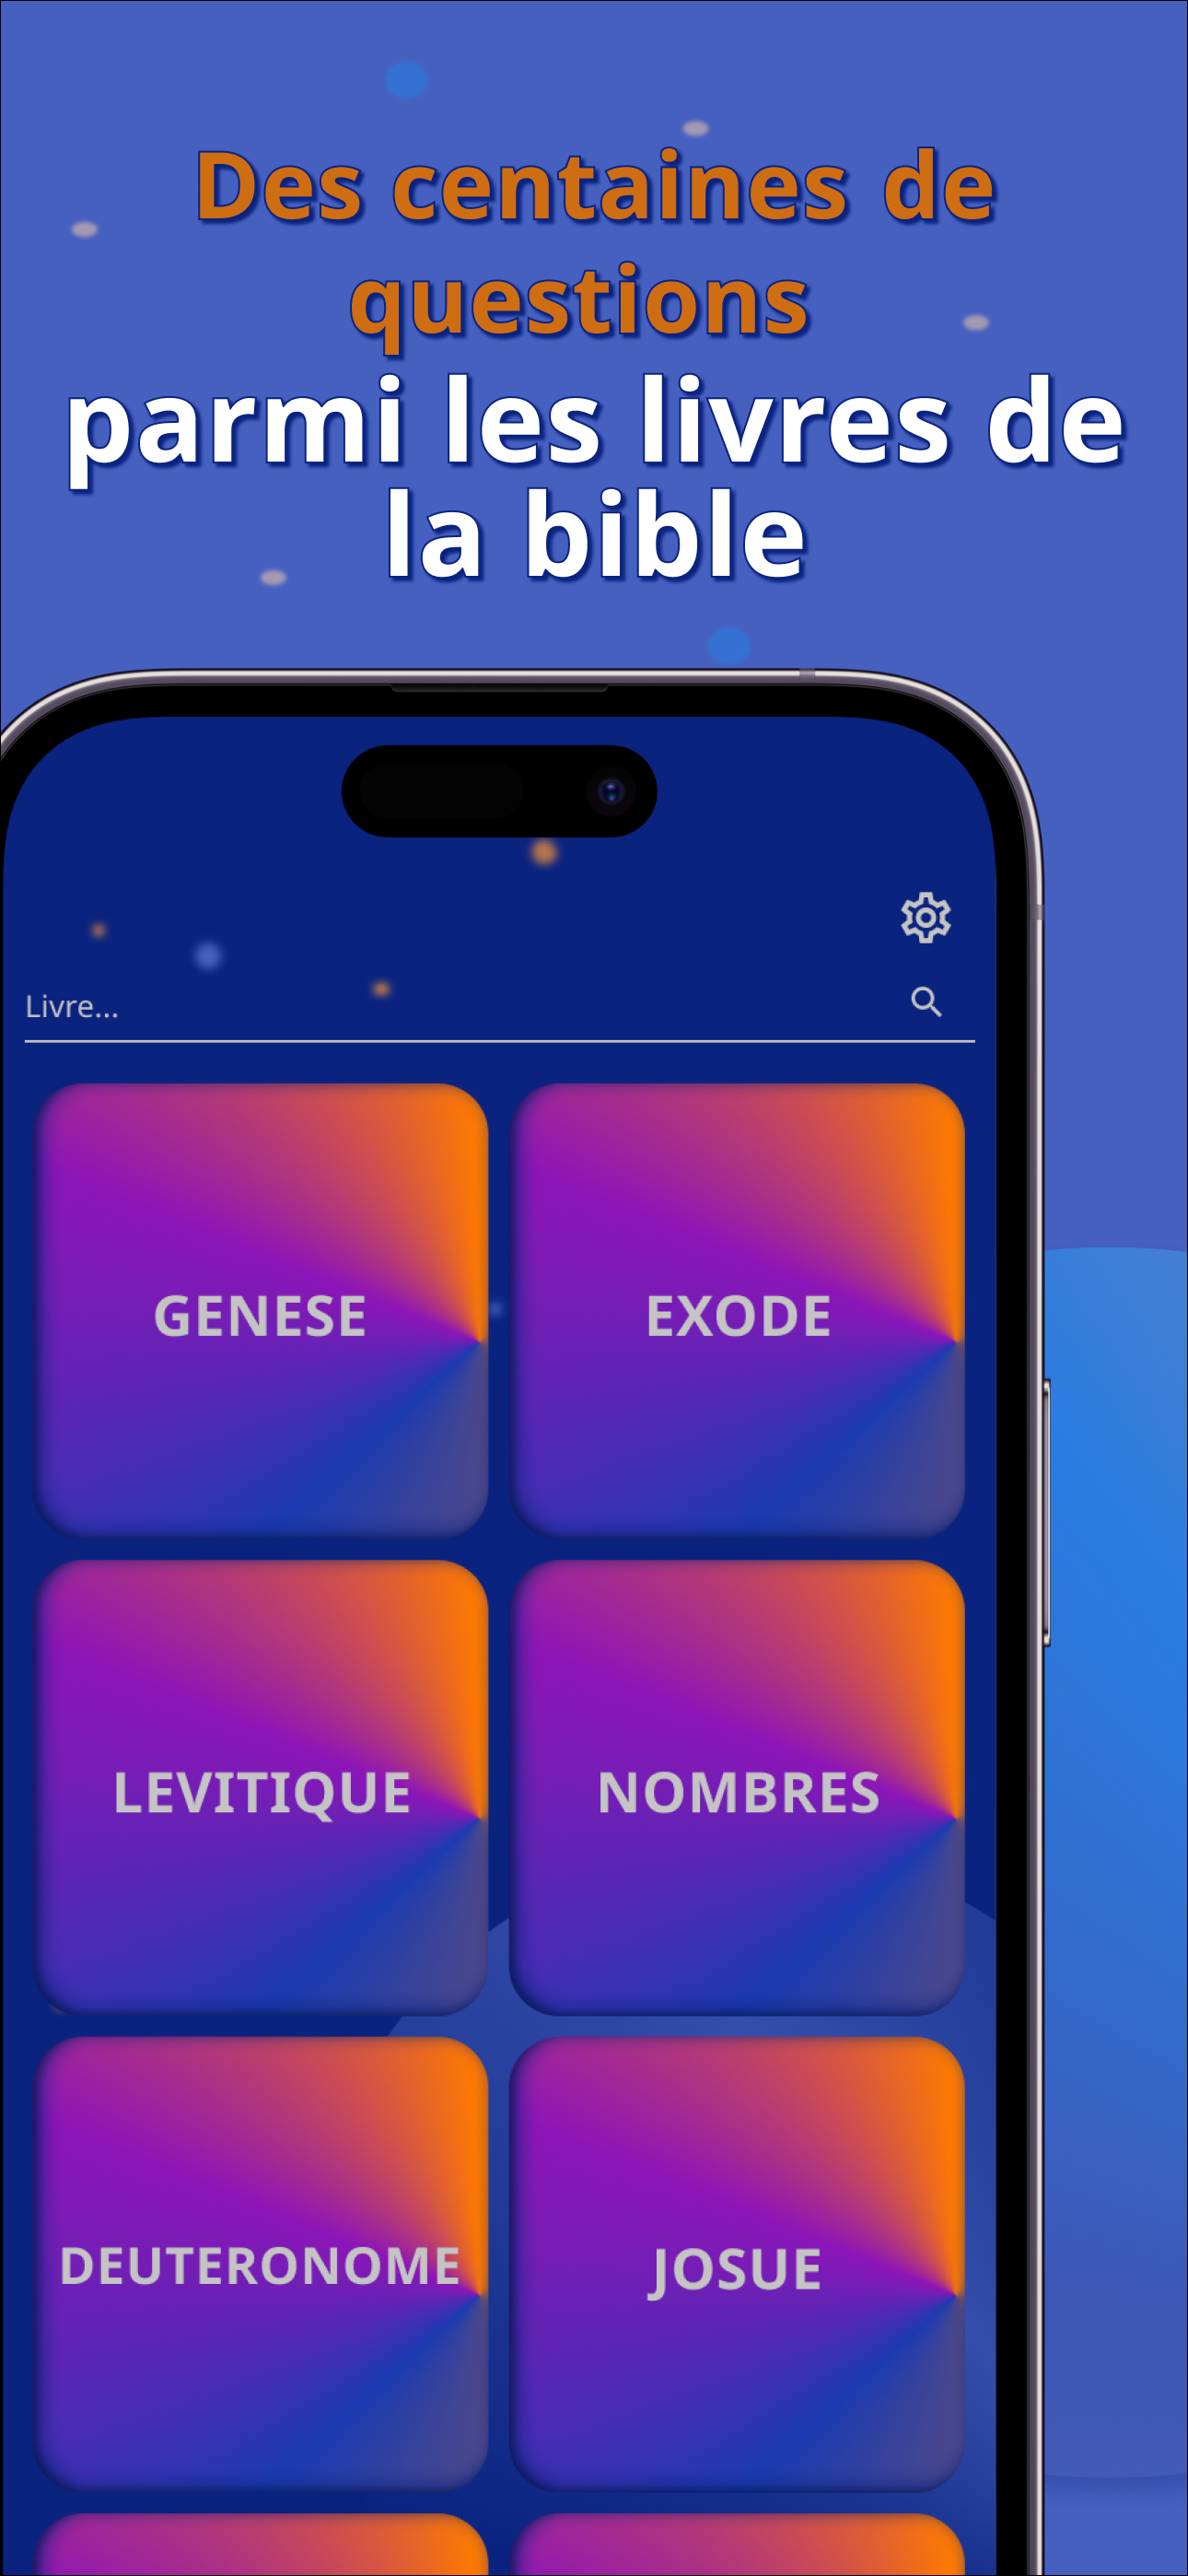 Des centaines de
questions
parmi les livres de
la bible
Livre...
GENESE
EXODE
LEVITIQUE
NOMBRES
DEUTERONOME
JOSUE